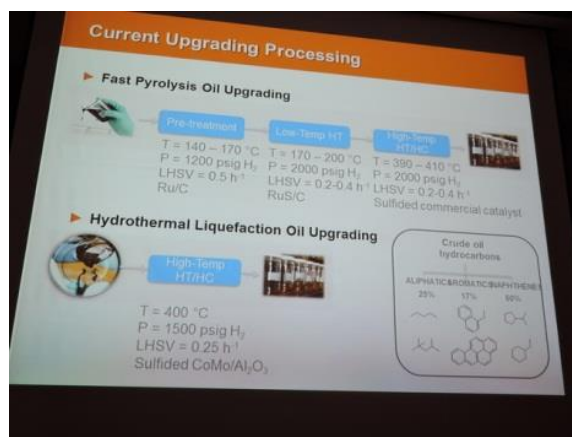 Current Upgrading Processing
► Fast Pyrolysis Oil Upgrading
Pre-treatment
T = 140 – 170 °C
P = 1200 psig H₂
LHSV = 0.5 h⁻¹
Ru/C
Low-Temp HT
T = 170 – 200 °C
P = 2000 psig H₂
LHSV = 0.2-0.4 h⁻¹
RuS/C
High-Temp
HT/HC
T = 390 – 410 °C
P = 2000 psig H₂
LHSV = 0.2-0.4 h⁻¹
Sulfided commercial catalyst
► Hydrothermal Liquefaction Oil Upgrading
High-Temp
HT/HC
T = 400 °C
P = 1500 psig H₂
LHSV = 0.25 h⁻¹
Sulfided CoMo/Al₂O₃
Crude oil
hydrocarbons
ALIPHATICS AROMATICS NAPHTHENES
25% 17% 50%